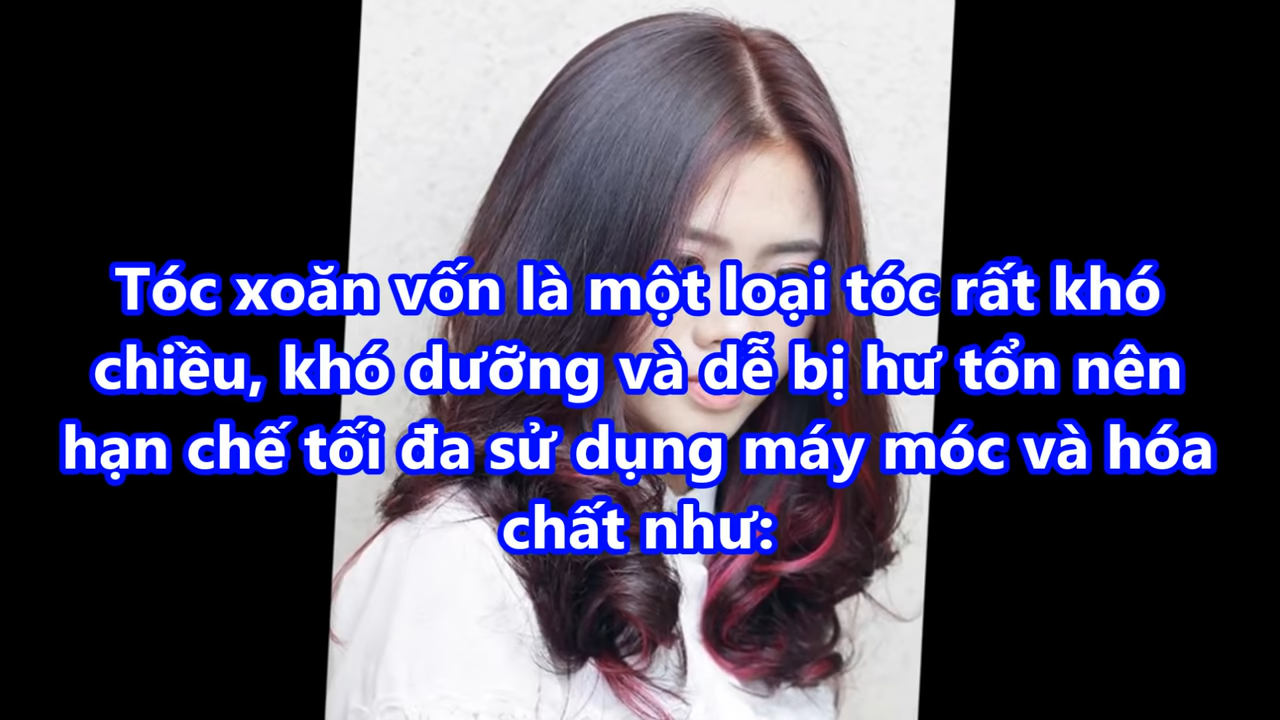 Tóc xoăn vốn là một loại tóc rất khó
chiều, khó dưỡng và dễ bị hư tổn nên
hạn chế tối đa sử dụng máy móc và hóa
chất như: